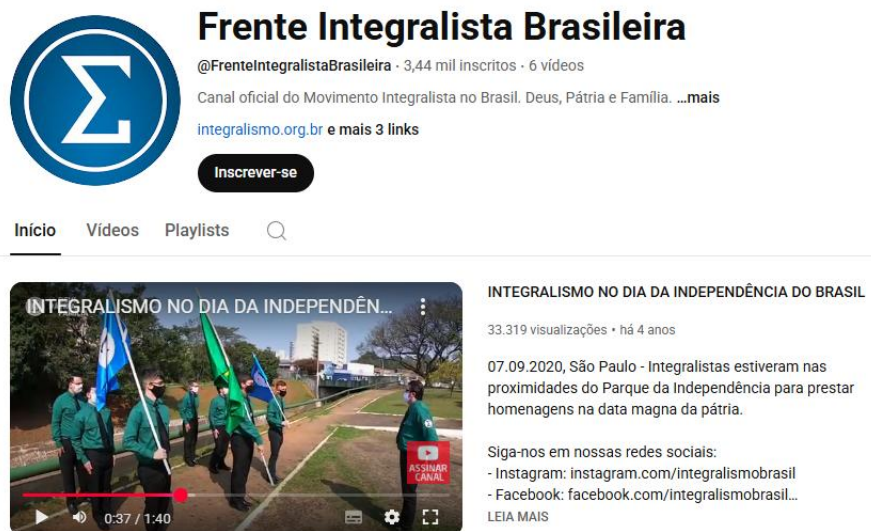 Frente Integralista Brasileira
@FrenteIntegralistaBrasileira · 3,44 mil inscritos · 6 vídeos
Canal oficial do Movimento Integralista no Brasil. Deus, Pátria e Família. ...mais
integralismo.org.br e mais 3 links
Inscrever-se
Início Vídeos Playlists
INTEGRALISMO NO DIA DA INDEPENDÊN...
ASSINAR
CANAL
0:37 / 1:40
INTEGRALISMO NO DIA DA INDEPENDÊNCIA DO BRASIL
33.319 visualizações • há 4 anos
07.09.2020, São Paulo - Integralistas estiveram nas
proximidades do Parque da Independência para prestar
homenagens na data magna da pátria.
Siga-nos em nossas redes sociais:
- Instagram: instagram.com/integralismobrasil
- Facebook: facebook.com/integralismobrasil...
LEIA MAIS